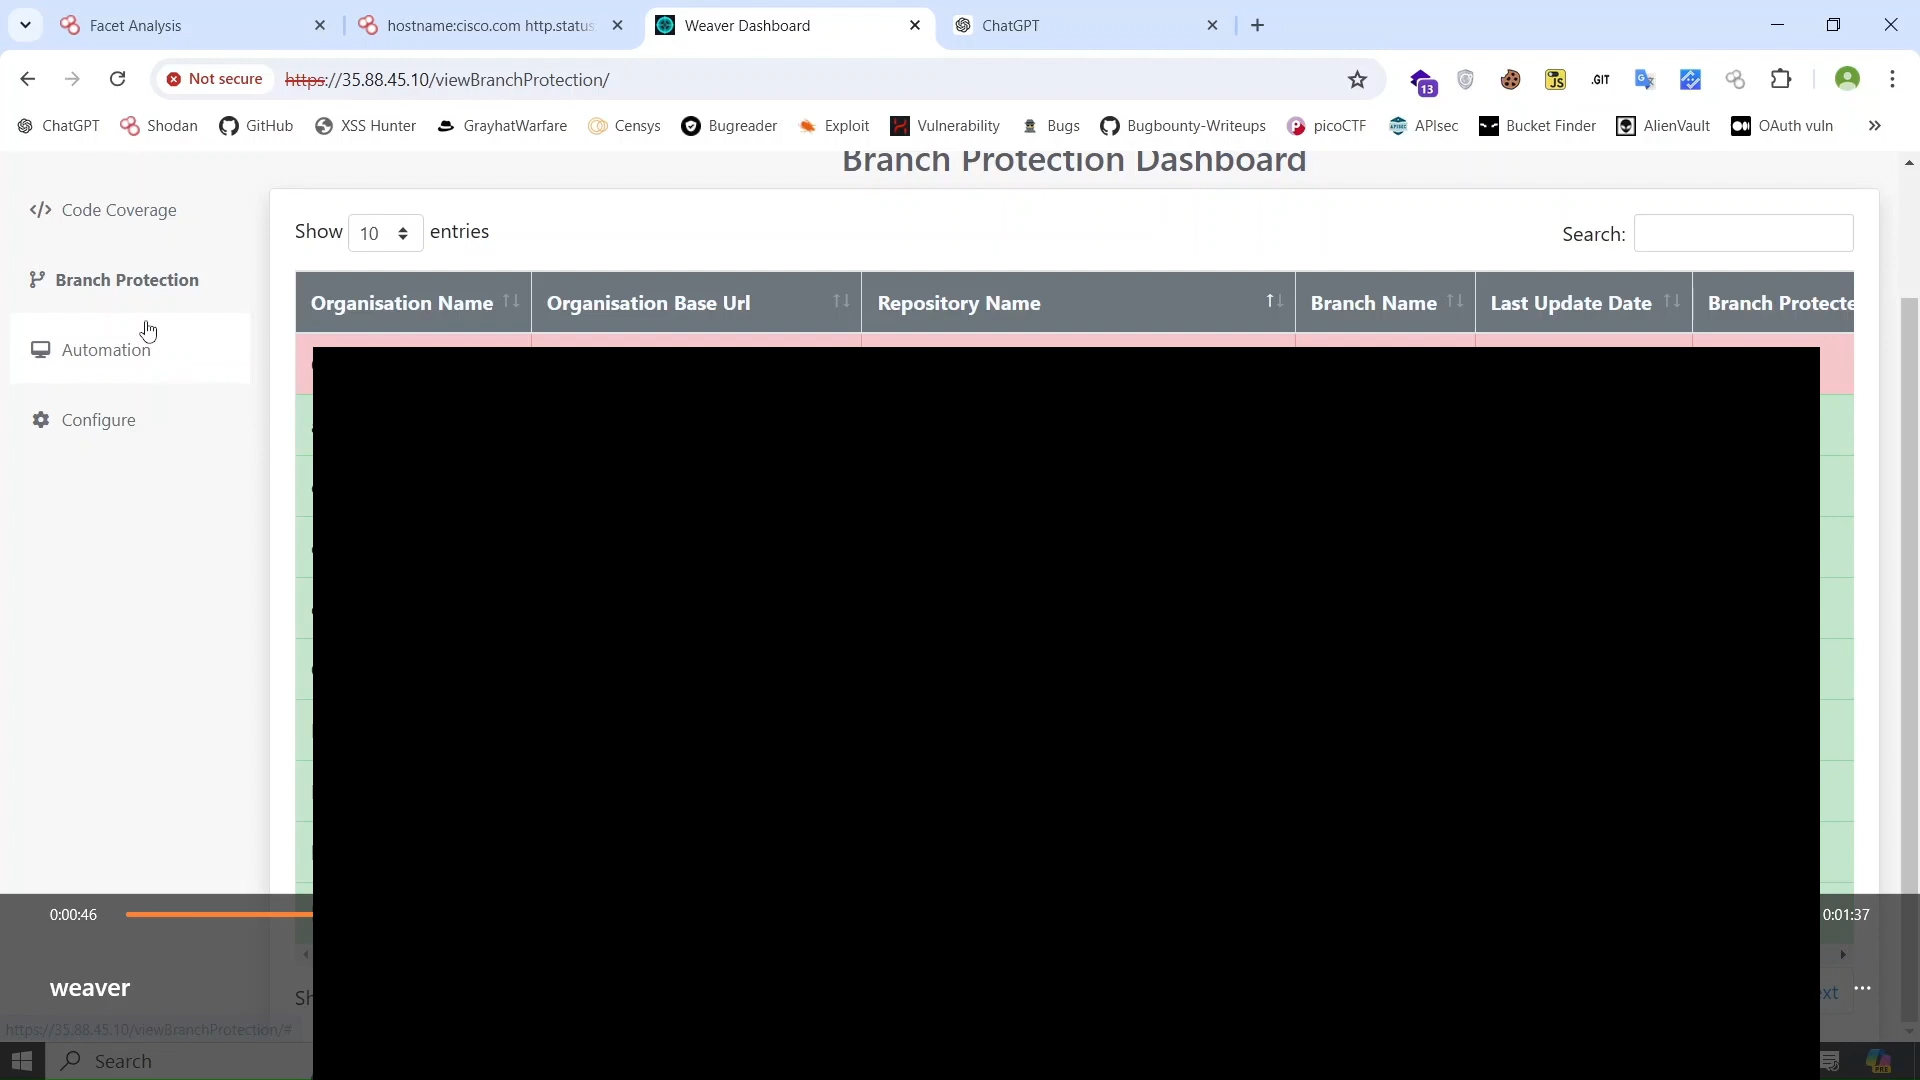 Facet Analysis
hostname:cisco.com http.status
Weaver Dashboard
ChatGPT
Not secure https://35.88.45.10/viewBranchProtection/
13
JS
.GIT
ChatGPT Shodan GitHub XSS Hunter GrayhatWarfare Censys Bugreader Exploit Vulnerability Bugs Bugbounty-Writeups picoCTF APIsec Bucket Finder AlienVault OAuth vuln
Branch Protection Dashboard
Code Coverage
Branch Protection
Automation
Configure
Show 10 entries
Search:
Organisation Name Organisation Base Url Repository Name Branch Name Last Update Date Branch Protecte
0:00:46
0:01:37
weaver
https://35.88.45.10/viewBranchProtection/#
Search
PRE